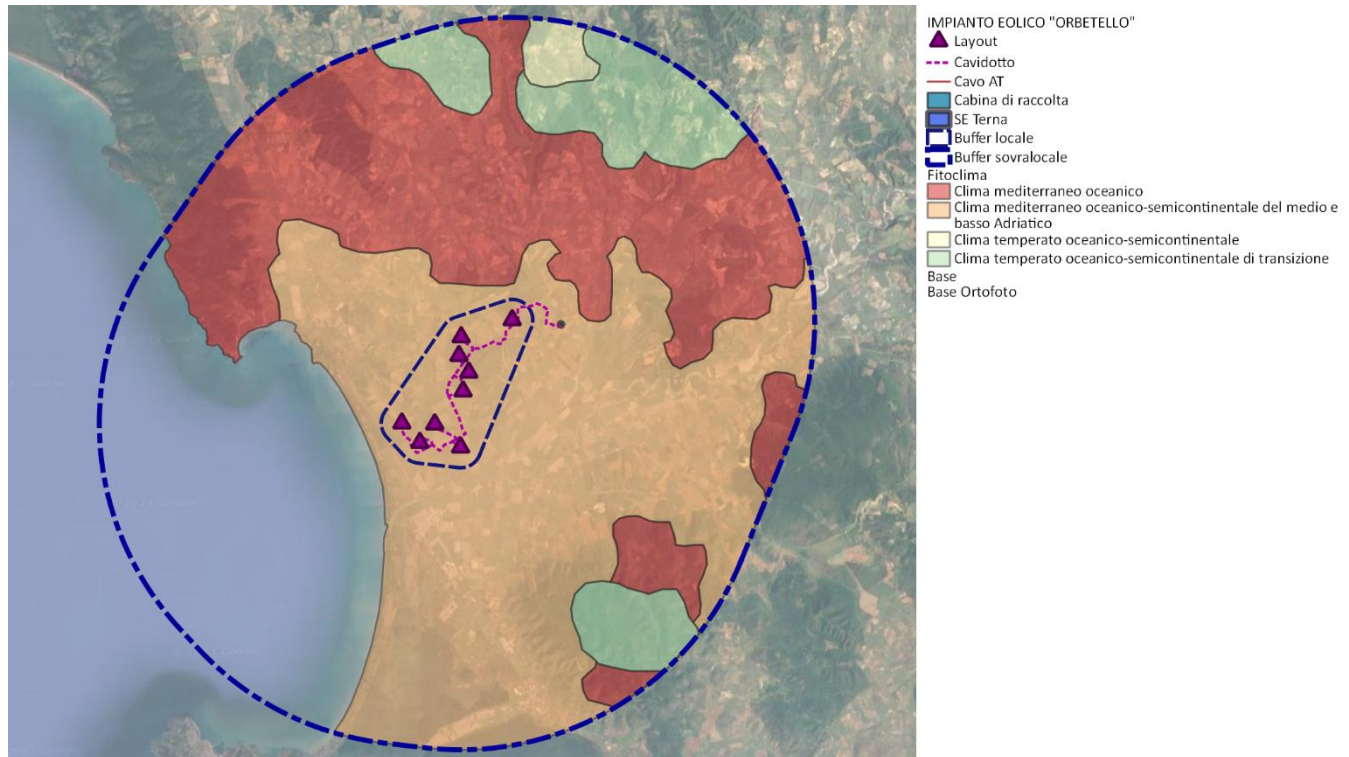 IMPIANTO EOLICO "ORBETELLO"
Layout
Cavidotto
Cavo AT
Cabina di raccolta
SE Terna
Buffer locale
Buffer sovralocale
Fitoclima
Clima mediterraneo oceanico
Clima mediterraneo oceanico-semicontinentale del medio e
basso Adriatico
Clima temperato oceanico-semicontinentale
Clima temperato oceanico-semicontinentale di transizione
Base
Base Ortofoto